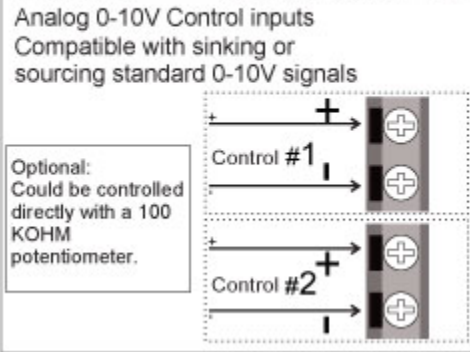 Analog 0-10V Control inputs
Compatible with sinking or
sourcing standard 0-10V signals
+
+
Control #1
-
-
Optional:
Could be controlled
directly with a 100
KOHM
potentiometer.
+
+
Control #2
-
-